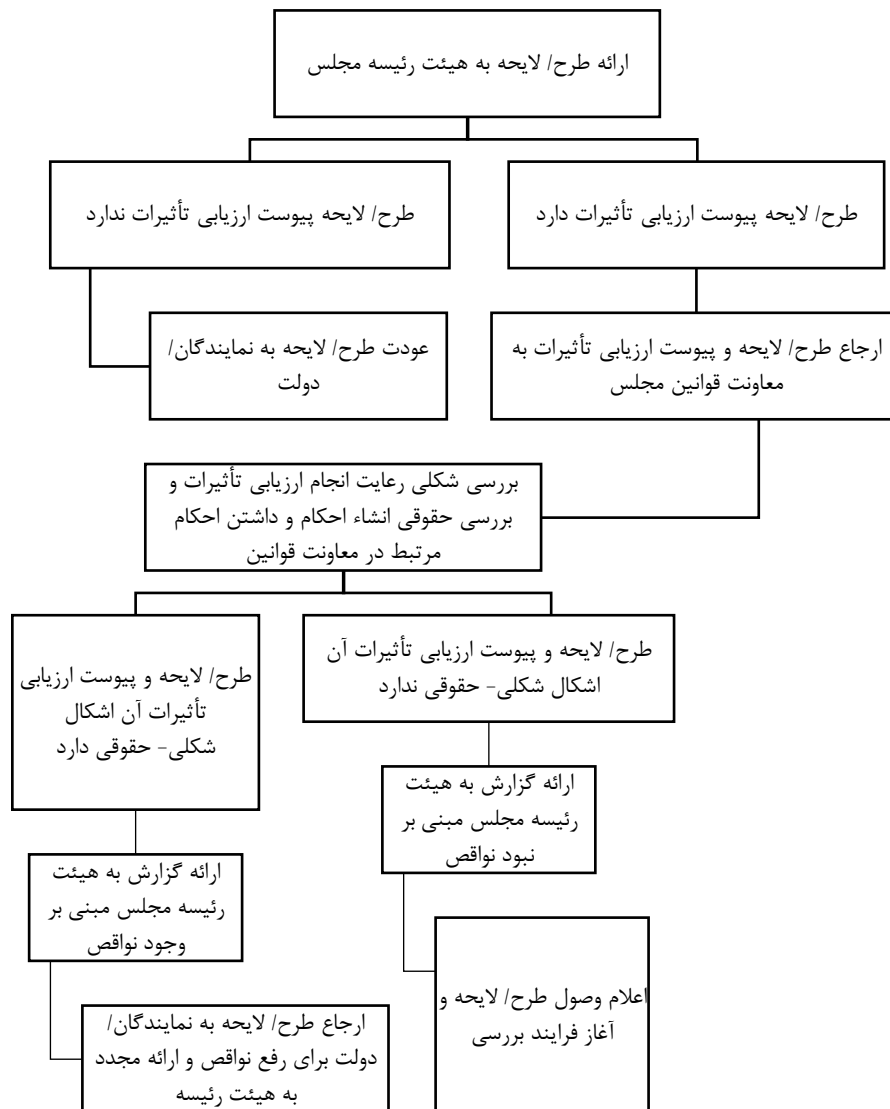 ارائه طرح/ لایحه به هیئت رئیسه مجلس
طرح/ لایحه پیوست ارزیابی تأثیرات دارد
طرح/ لایحه پیوست ارزیابی تأثیرات ندارد
ارجاع طرح/ لایحه و پیوست ارزیابی تأثیرات به
معاونت قوانین مجلس
عودت طرح/ لایحه به نمایندگان/
دولت
بررسی شکلی رعایت انجام ارزیابی تأثیرات و
بررسی حقوقی انشاء احکام و داشتن احکام
مرتبط در معاونت قوانین
طرح/ لایحه و پیوست ارزیابی تأثیرات آن
اشکال شکلی- حقوقی ندارد
طرح/ لایحه و پیوست ارزیابی
تأثیرات آن اشکال
شکلی- حقوقی دارد
ارائه گزارش به هیئت
رئیسه مجلس مبنی بر
نبود نواقص
ارائه گزارش به هیئت
رئیسه مجلس مبنی بر
وجود نواقص
اعلام وصول طرح/ لایحه و
آغاز فرایند بررسی
ارجاع طرح/ لایحه به نمایندگان/
دولت برای رفع نواقص و ارائه مجدد
به هیئت رئیسه